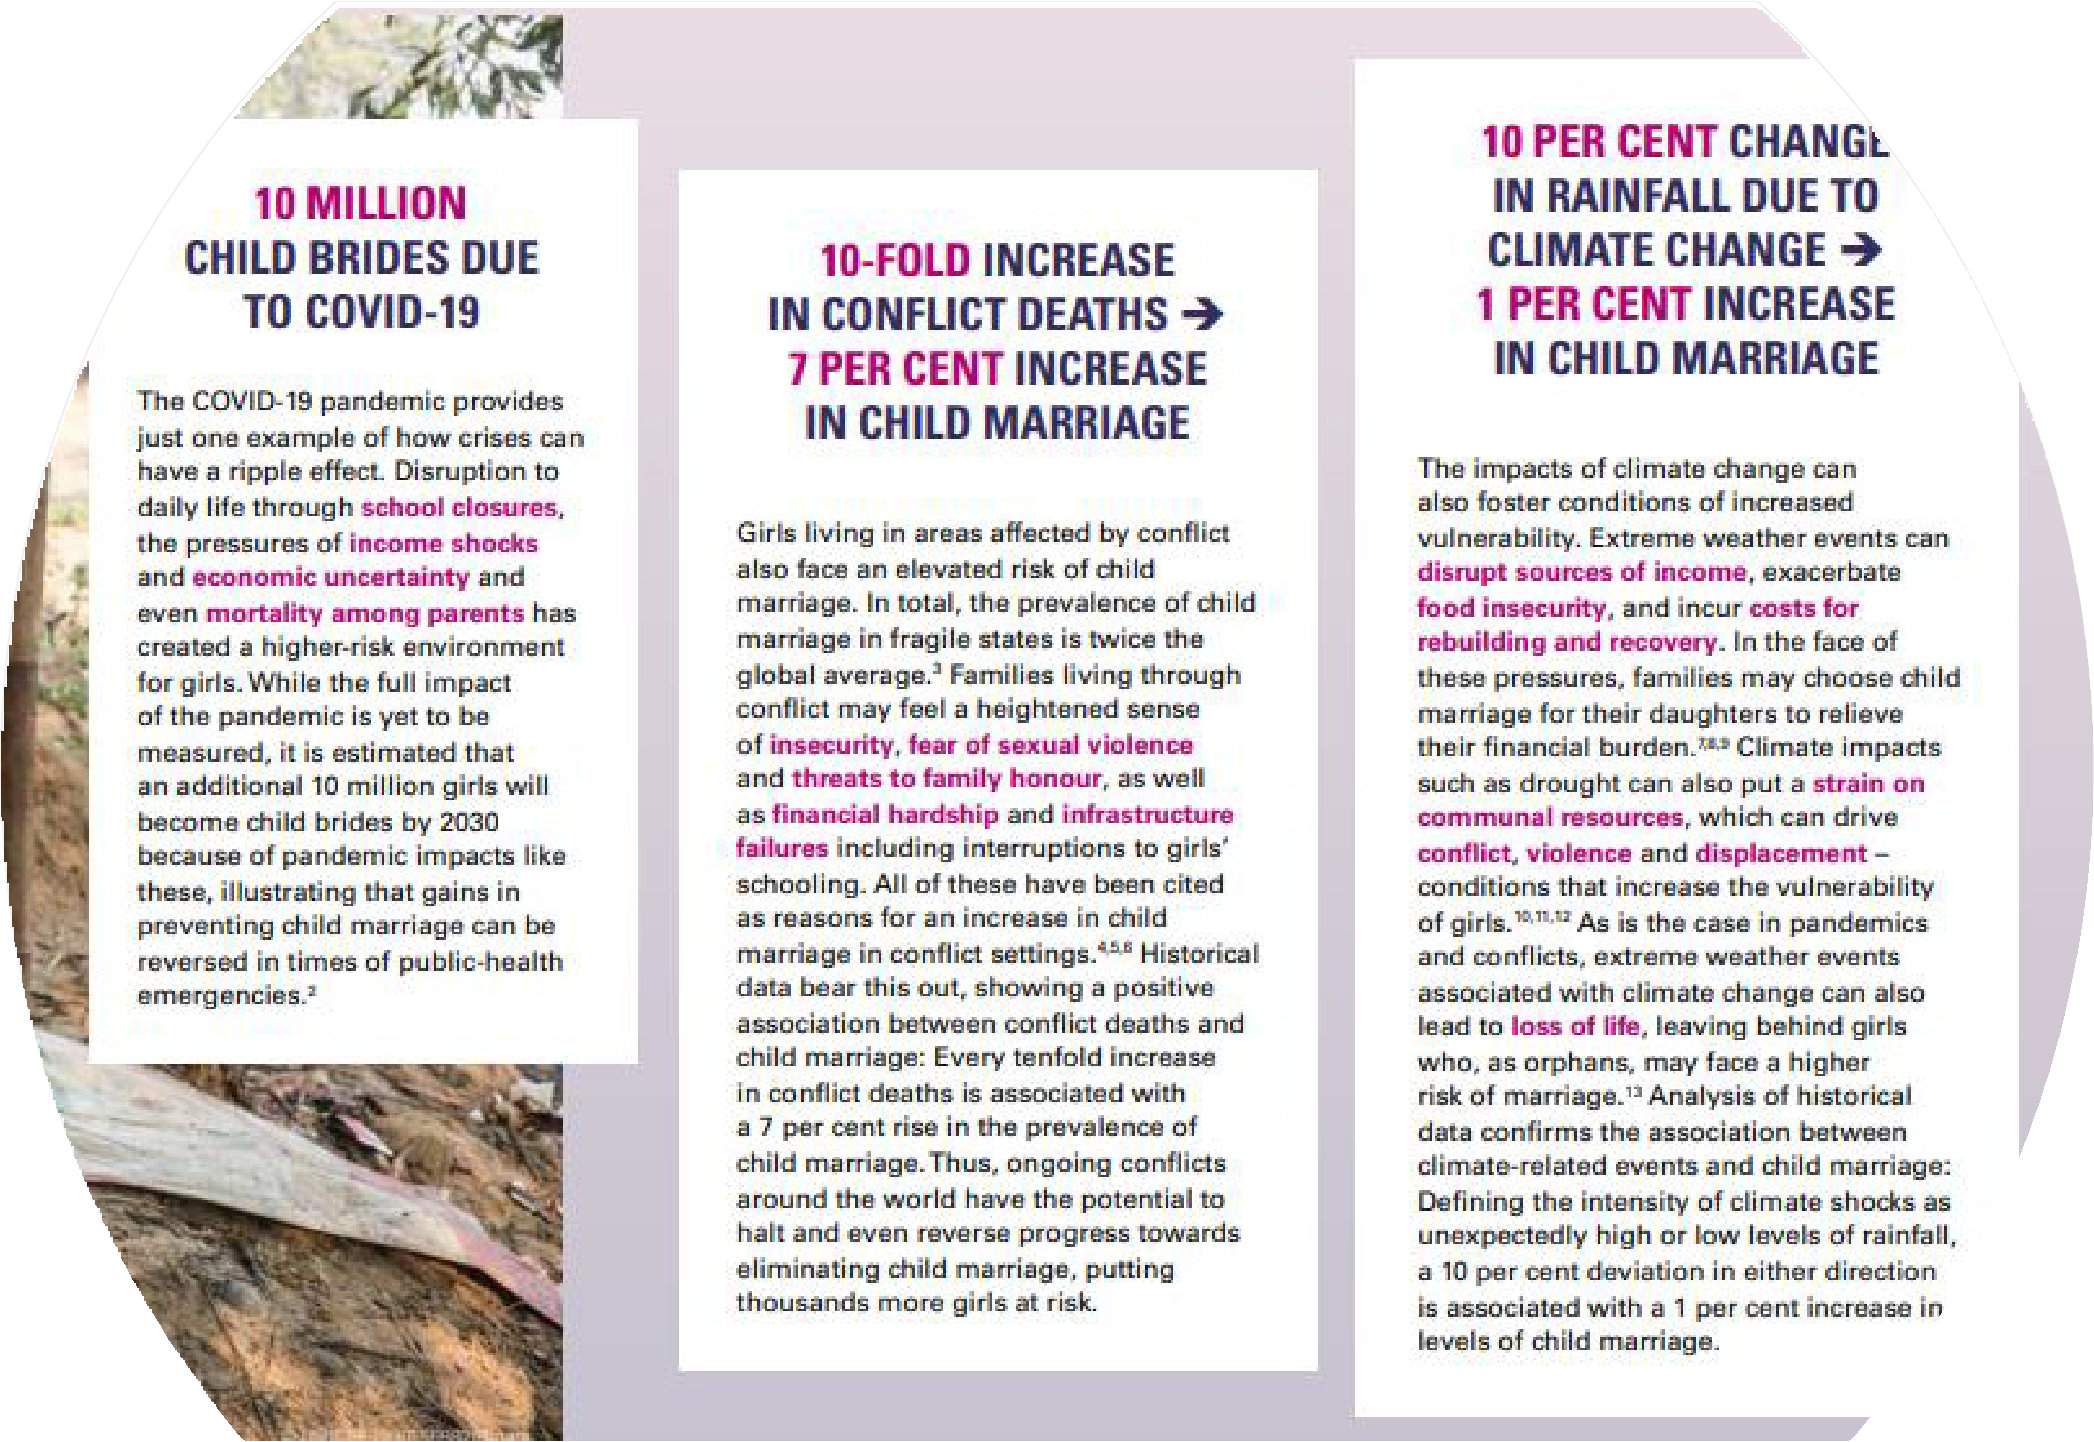 10 MILLION
CHILD BRIDES DUE
TO COVID-19
The COVID-19 pandemic provides
just one example of how crises can
have a ripple effect. Disruption to
daily life through school closures,
the pressures of income shocks
and economic uncertainty and
even mortality among parents has
created a higher-risk environment
for girls. While the full impact
of the pandemic is yet to be
measured, it is estimated that
an additional 10 million girls will
become child brides by 2030
because of pandemic impacts like
these, illustrating that gains in
preventing child marriage can be
reversed in times of public-health
emergencies.²
10-FOLD INCREASE
IN CONFLICT DEATHS →
7 PER CENT INCREASE
IN CHILD MARRIAGE
Girls living in areas affected by conflict
also face an elevated risk of child
marriage. In total, the prevalence of child
marriage in fragile states is twice the
global average.³ Families living through
conflict may feel a heightened sense
of insecurity, fear of sexual violence
and threats to family honour, as well
as financial hardship and infrastructure
failures including interruptions to girls’
schooling. All of these have been cited
as reasons for an increase in child
marriage in conflict settings.⁴,⁵,⁶ Historical
data bear this out, showing a positive
association between conflict deaths and
child marriage: Every tenfold increase
in conflict deaths is associated with
a 7 per cent rise in the prevalence of
child marriage. Thus, ongoing conflicts
around the world have the potential to
halt and even reverse progress towards
eliminating child marriage, putting
thousands more girls at risk.
10 PER CENT CHANGE
IN RAINFALL DUE TO
CLIMATE CHANGE →
1 PER CENT INCREASE
IN CHILD MARRIAGE
The impacts of climate change can
also foster conditions of increased
vulnerability. Extreme weather events can
disrupt sources of income, exacerbate
food insecurity, and incur costs for
rebuilding and recovery. In the face of
these pressures, families may choose child
marriage for their daughters to relieve
their financial burden.⁷,⁸,⁹ Climate impacts
such as drought can also put a strain on
communal resources, which can drive
conflict, violence and displacement –
conditions that increase the vulnerability
of girls.¹⁰,¹¹,¹² As is the case in pandemics
and conflicts, extreme weather events
associated with climate change can also
lead to loss of life, leaving behind girls
who, as orphans, may face a higher
risk of marriage.¹³ Analysis of historical
data confirms the association between
climate-related events and child marriage:
Defining the intensity of climate shocks as
unexpectedly high or low levels of rainfall,
a 10 per cent deviation in either direction
is associated with a 1 per cent increase in
levels of child marriage.